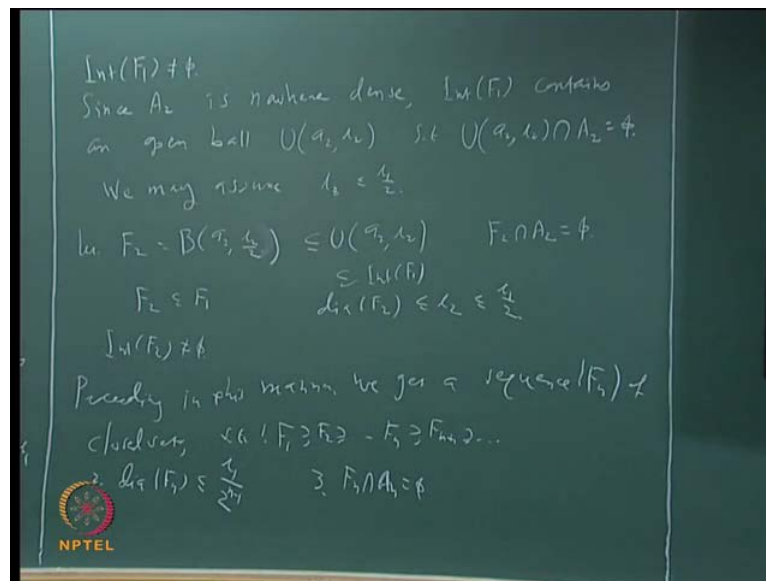 Int(F₁) ≠ ϕ.
Since A₂ is nowhere dense, Int(F₁) contains
an open ball U(a₂, r₂) s.t U(a₂, r₂) ∩ A₂ = ϕ.
We may assume r₂ ≤ r₁/2.
Let F₂ = B(a₂, r₂/2) ⊆ U(a₂, r₂) F₂ ∩ A₂ = ϕ.
⊆ Int(F₁)
F₂ ⊆ F₁ dia(F₂) ≤ r₂ ≤ r₁/2.
Int(F₂) ≠ ϕ
Proceeding in this manner we get a sequence (Fₙ) of
closed sets, s.t. 1. F₁ ⊇ F₂ ⊇ - Fₙ ⊇ Fₙ₊₁ ⊇ ...
2. dia(Fₙ) ≤ r₁/2ⁿ⁻¹ 3. Fₙ ∩ Aₙ = ϕ
NPTEL